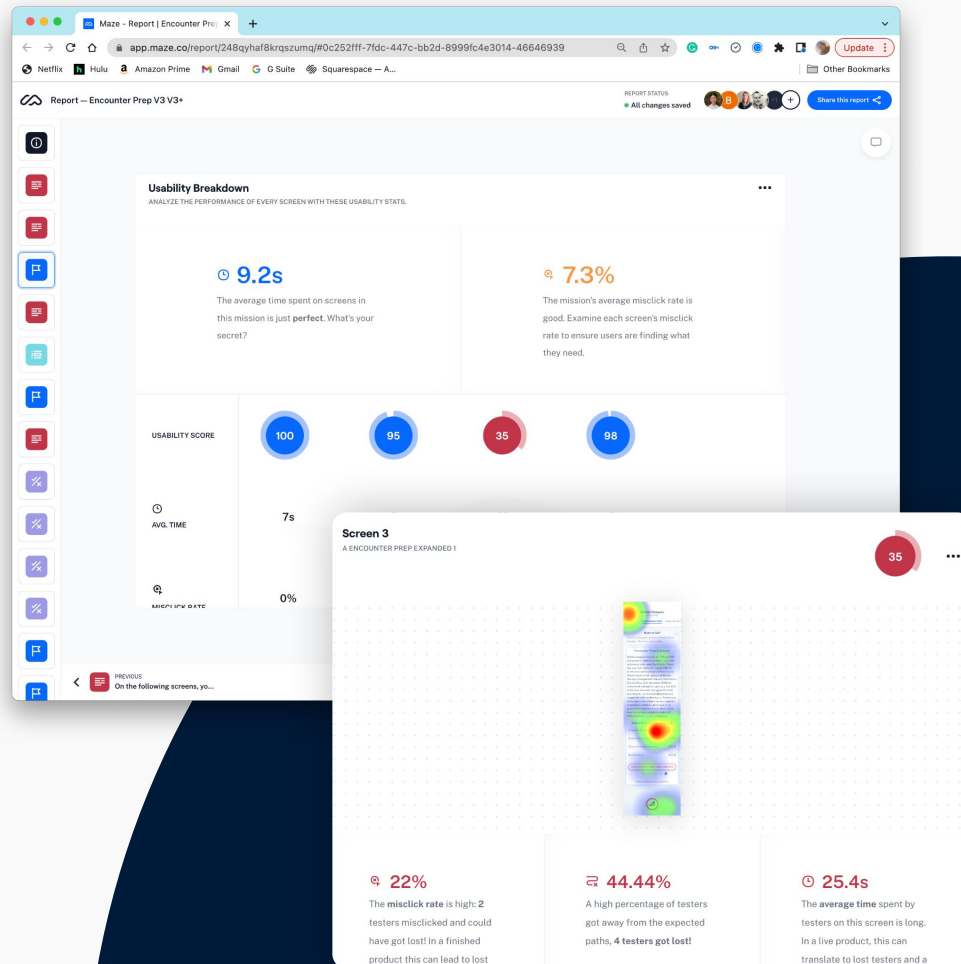 Maze - Report | Encounter Pre
app.maze.co/report/248qyhaf8krqszumq/#0c252fff-7fdc-447c-bb2d-8999fc4e3014-46646939
Update
Netflix
Hulu
Amazon Prime
Gmail
G Suite
Squarespace — A...
Other Bookmarks
Report — Encounter Prep V3 V3+
REPORT STATUS
All changes saved
B
Share this report
Usability Breakdown
ANALYZE THE PERFORMANCE OF EVERY SCREEN WITH THESE USABILITY STATS.
9.2s
The average time spent on screens in
this mission is just perfect. What's your
secret?
7.3%
The mission's average misclick rate is
good. Examine each screen's misclick
rate to ensure users are finding what
they need.
USABILITY SCORE
100
95
35
98
AVG. TIME
7s
MISCLICK RATE
0%
PREVIOUS
On the following screens, yo...
Screen 3
A ENCOUNTER PREP EXPANDED 1
35
22%
The misclick rate is high: 2
testers misclicked and could
have got lost! In a finished
product this can lead to lost
44.44%
A high percentage of testers
got away from the expected
paths, 4 testers got lost!
25.4s
The average time spent by
testers on this screen is long.
In a live product, this can
translate to lost testers and a